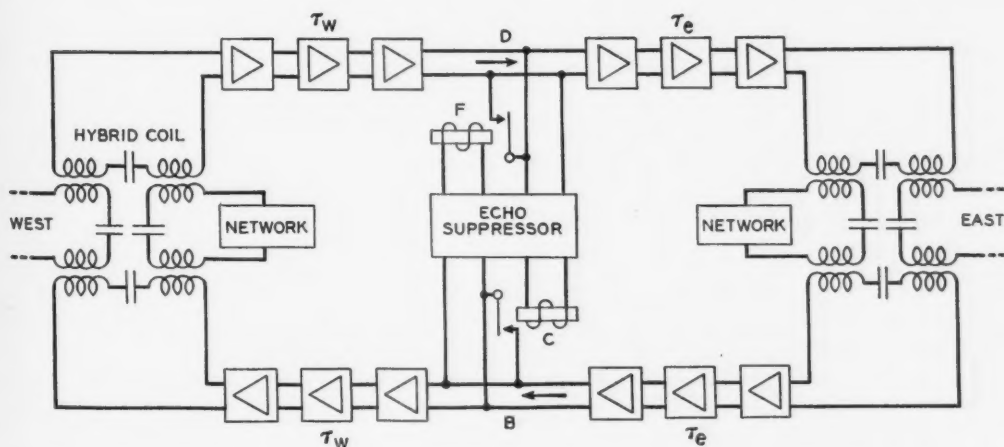 τw
D
τe
F
HYBRID COIL
WEST
NETWORK
ECHO
SUPPRESSOR
NETWORK
EAST
C
τw
B
τe